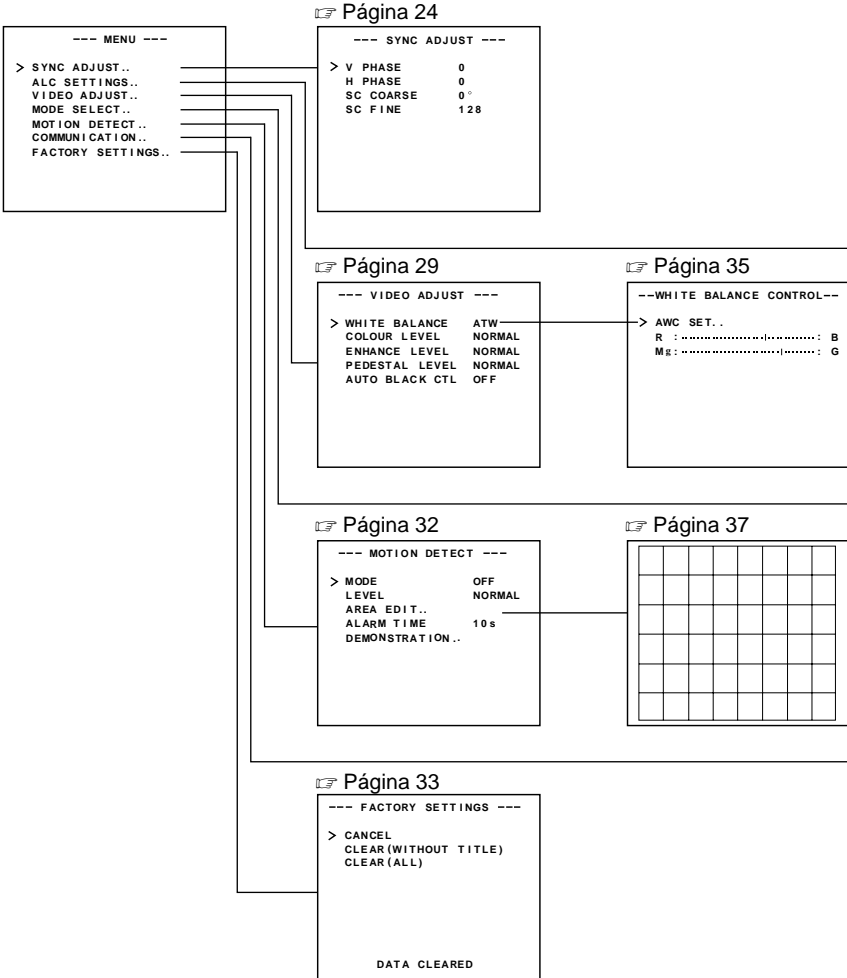 ☞ Página 24
--- MENU ---
> SYNC ADJUST..
ALC SETTINGS..
VIDEO ADJUST..
MODE SELECT..
MOTION DETECT..
COMMUNICATION..
FACTORY SETTINGS..
--- SYNC ADJUST ---
> V PHASE 0
H PHASE 0
SC COARSE 0°
SC FINE 128
☞ Página 29
--- VIDEO ADJUST ---
> WHITE BALANCE ATW
COLOUR LEVEL NORMAL
ENHANCE LEVEL NORMAL
PEDESTAL LEVEL NORMAL
AUTO BLACK CTL OFF
☞ Página 35
--WHITE BALANCE CONTROL--
> AWC SET..
R : : B
Mg: : G
☞ Página 32
--- MOTION DETECT ---
> MODE OFF
LEVEL NORMAL
AREA EDIT..
ALARM TIME 10s
DEMONSTRATION..
☞ Página 37
☞ Página 33
--- FACTORY SETTINGS ---
> CANCEL
CLEAR(WITHOUT TITLE)
CLEAR(ALL)
DATA CLEARED